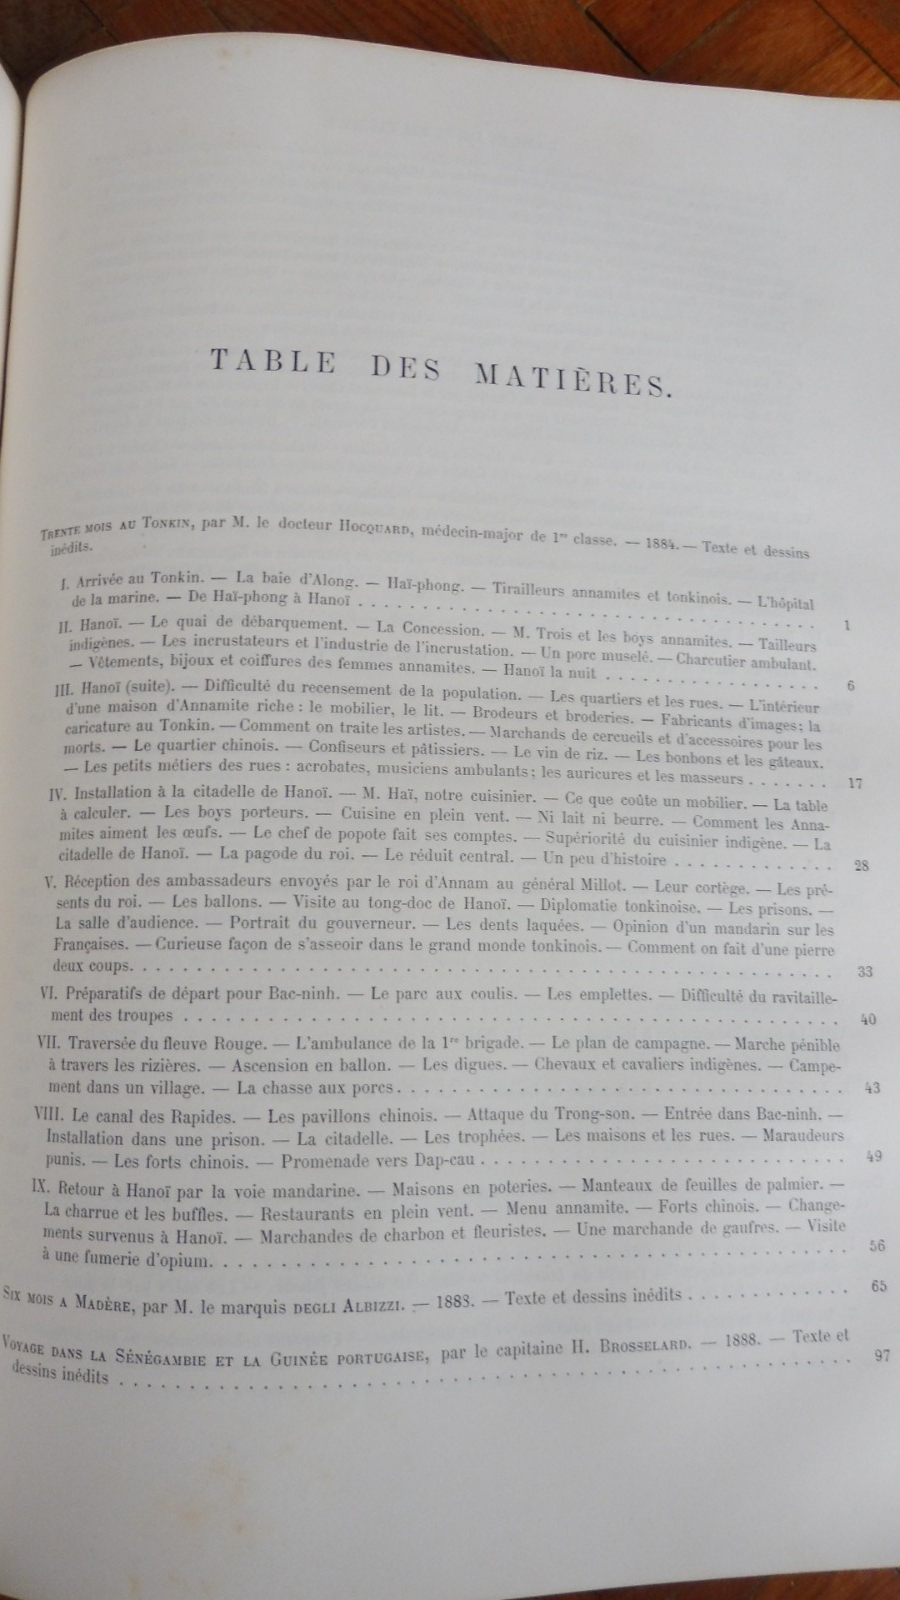 TABLE DES MATIÈRES.
TRENTE MOIS AU TONKIN, par M. le docteur HOCQUARD, médecin-major de 1re classe. — 1884. — Texte et dessins
inédits.
I. Arrivée au Tonkin. — La baie d'Along. — Haï-phong. — Tirailleurs annamites et tonkinois. — L'hôpital
de la marine. — De Haï-phong à Hanoï . . . . . . . . . . 1
II. Hanoï. — Le quai de débarquement. — La Concession. — M. Trois et les boys annamites. — Tailleurs
indigènes. — Les incrustateurs et l'industrie de l'incrustation. — Un porc muselé. — Charcutier ambulant.
— Vêtements, bijoux et coiffures des femmes annamites. — Hanoï la nuit . . . . . . . . . . 6
III. Hanoï (suite). — Difficulté du recensement de la population. — Les quartiers et les rues. — L'intérieur
d'une maison d'Annamite riche : le mobilier, le lit. — Brodeurs et broderies. — Fabricants d'images; la
caricature au Tonkin. — Comment on traite les artistes. — Marchands de cercueils et d'accessoires pour les
morts. — Le quartier chinois. — Confiseurs et pâtissiers. — Le vin de riz. — Les bonbons et les gâteaux.
— Les petits métiers des rues : acrobates, musiciens ambulants; les auricures et les masseurs . . . . . . 17
IV. Installation à la citadelle de Hanoï. — M. Haï, notre cuisinier. — Ce que coûte un mobilier. — La table
à calculer. — Les boys porteurs. — Cuisine en plein vent. — Ni lait ni beurre. — Comment les Anna-
mites aiment les œufs. — Le chef de popote fait ses comptes. — Supériorité du cuisinier indigène. — La
citadelle de Hanoï. — La pagode du roi. — Le réduit central. — Un peu d'histoire . . . . . . . . . . 28
V. Réception des ambassadeurs envoyés par le roi d'Annam au général Millot. — Leur cortège. — Les pré-
sents du roi. — Les ballons. — Visite au tong-doc de Hanoï. — Diplomatie tonkinoise. — Les prisons. —
La salle d'audience. — Portrait du gouverneur. — Les dents laquées. — Opinion d'un mandarin sur les
Françaises. — Curieuse façon de s'asseoir dans le grand monde tonkinois. — Comment on fait d'une pierre
deux coups. . . . . . . . . . . 33
VI. Préparatifs de départ pour Bac-ninh. — Le parc aux coulis. — Les emplettes. — Difficulté du ravitaille-
ment des troupes . . . . . . . . . . 40
VII. Traversée du fleuve Rouge. — L'ambulance de la 1re brigade. — Le plan de campagne. — Marche pénible
à travers les rizières. — Ascension en ballon. — Les digues. — Chevaux et cavaliers indigènes. — Campe-
ment dans un village. — La chasse aux porcs. . . . . . . . . . . 43
VIII. Le canal des Rapides. — Les pavillons chinois. — Attaque du Trong-son. — Entrée dans Bac-ninh. —
Installation dans une prison. — La citadelle. — Les trophées. — Les maisons et les rues. — Maraudeurs
punis. — Les forts chinois. — Promenade vers Dap-cau . . . . . . . . . . 49
IX. Retour à Hanoï par la voie mandarine. — Maisons en poteries. — Manteaux de feuilles de palmier. —
La charrue et les buffles. — Restaurants en plein vent. — Menu annamite. — Forts chinois. — Change-
ments survenus à Hanoï. — Marchandes de charbon et fleuristes. — Une marchande de gaufres. — Visite
à une fumerie d'opium. . . . . . . . . . . 56
SIX MOIS A MADÈRE, par M. le marquis DEGLI ALBIZZI. — 1888. — Texte et dessins inédits . . . . . . . . . . 65
VOYAGE DANS LA SÉNÉGAMBIE ET LA GUINÉE PORTUGAISE, par le capitaine H. BROSSELARD. — 1888. — Texte et
dessins inédits . . . . . . . . . . 97